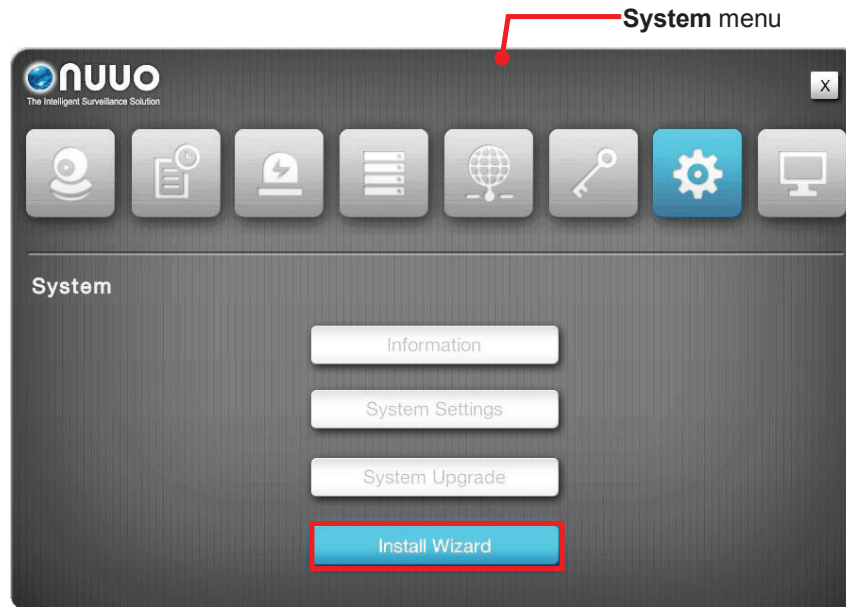 System menu
nuuo
The Intelligent Surveillance Solution
X
System
Information
System Settings
System Upgrade
Install Wizard